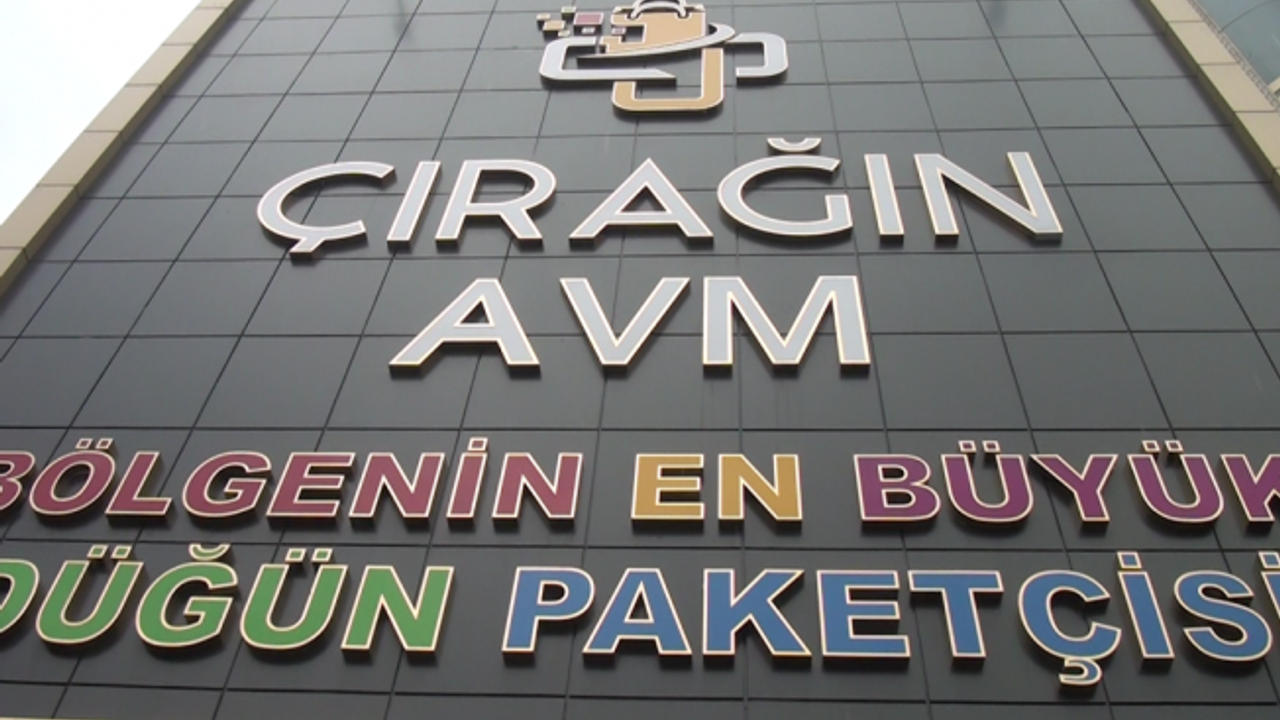 ÇIRAĞIN
AVM
BÖLGENİN EN BÜYÜK
DÜĞÜN PAKETÇİSİ